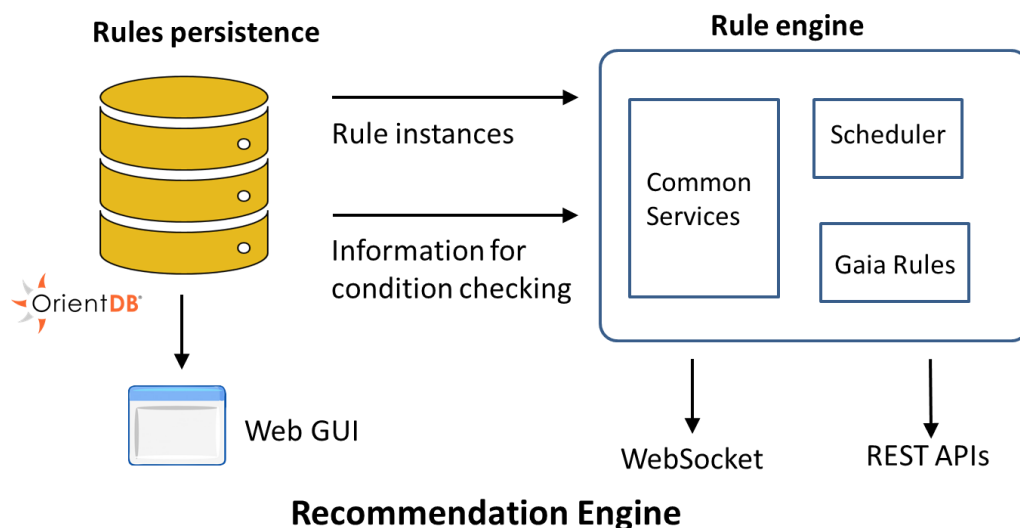 Rules persistence
Rule engine
Rule instances
Information for
condition checking
Common
Services
Scheduler
Gaia Rules
OrientDB®
Web GUI
WebSocket
REST APIs
Recommendation Engine